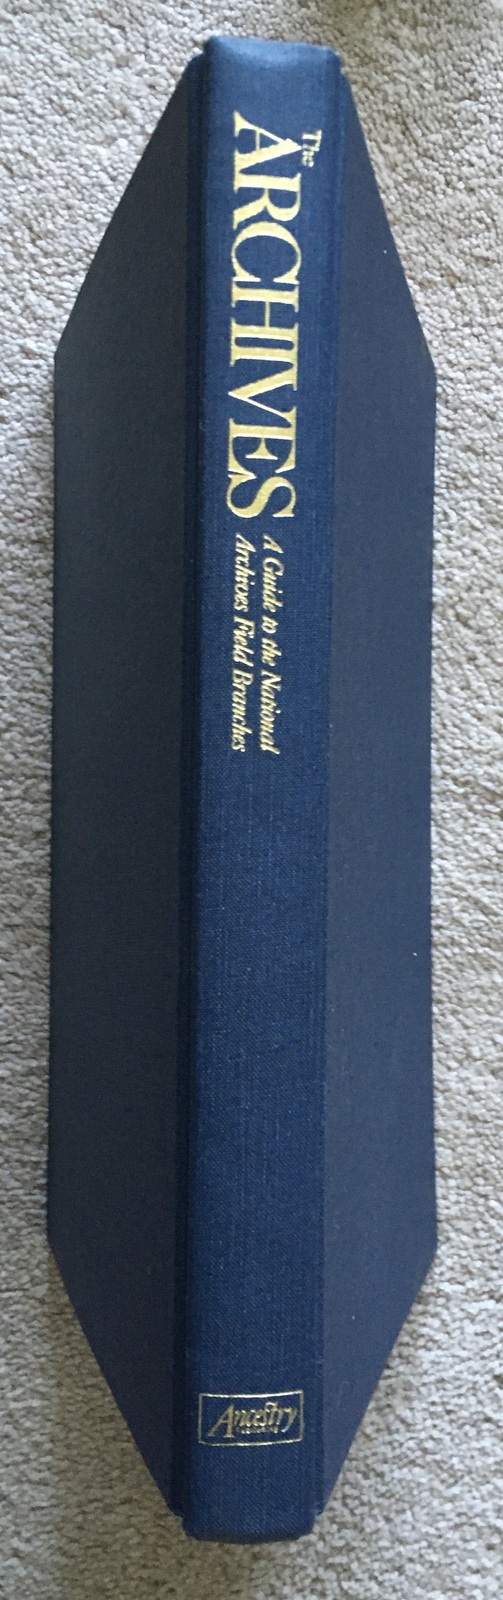 The
ARCHIVES
A Guide to the National
Archives Field Branches
Ancestry